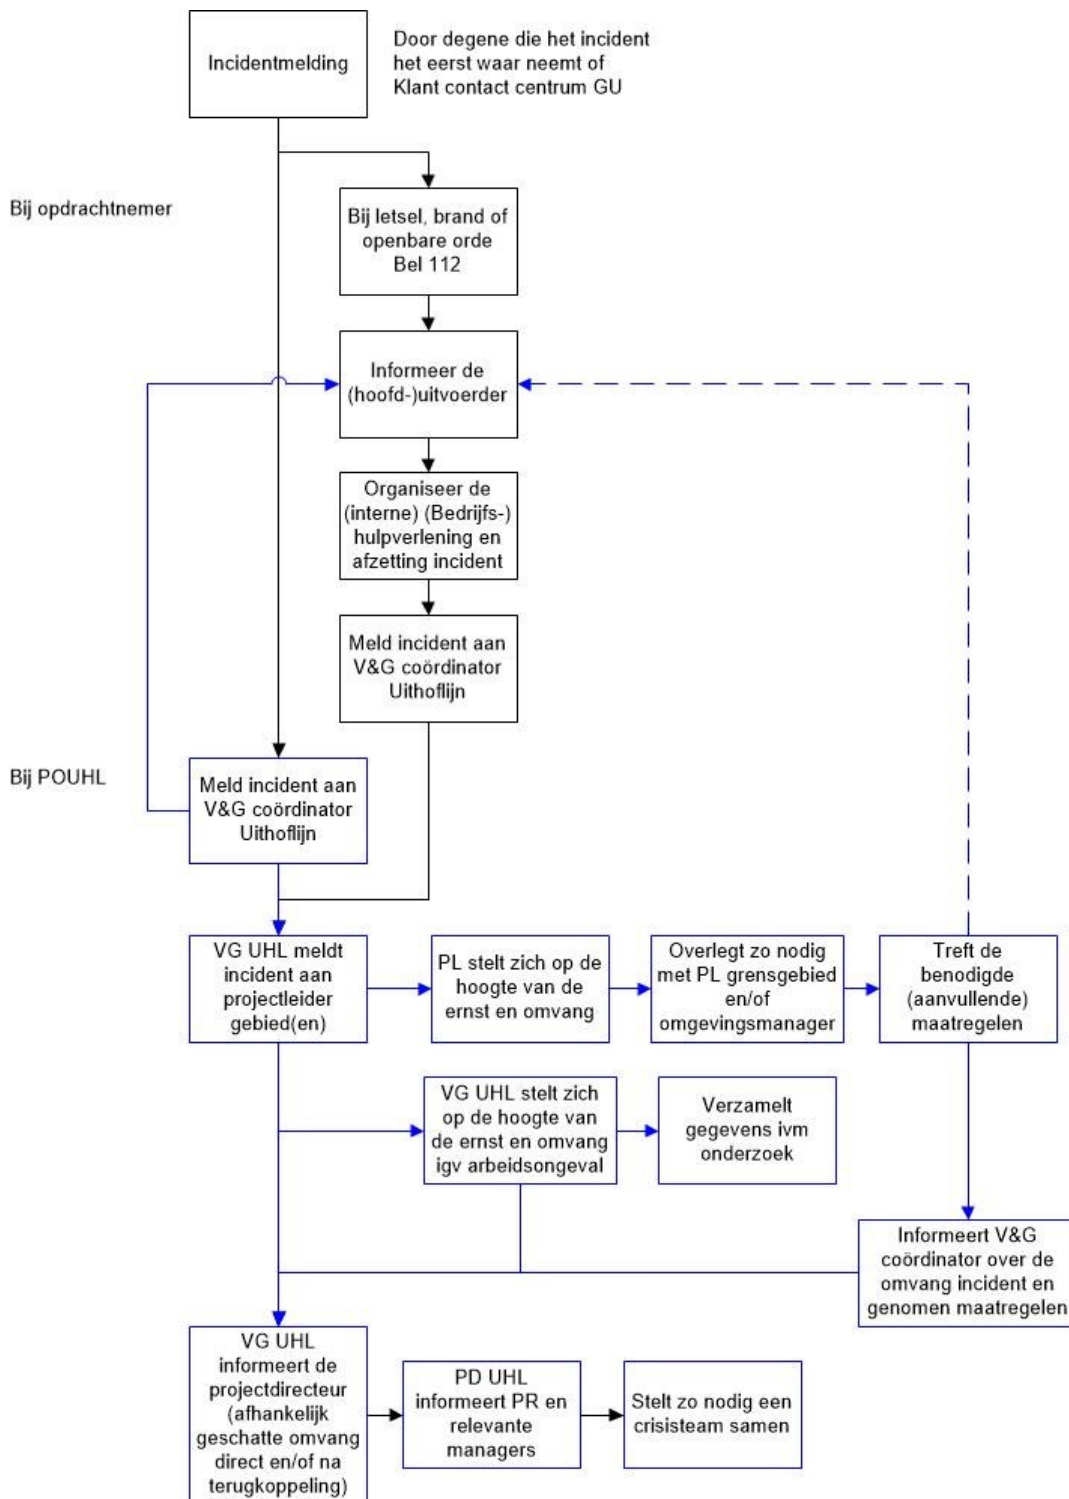 Incidentmelding
Door degene die het incident
het eerst waar neemt of
Klant contact centrum GU
Bij opdrachtnemer
Bij letsel, brand of
openbare orde
Bel 112
Informeer de
(hoofd-)uitvoerder
Organiseer de
(interne) (Bedrijfs-)
hulpverlening en
afzetting incident
Meld incident aan
V&G coördinator
Uithoflijn
Bij POUHL
Meld incident aan
V&G coördinator
Uithoflijn
VG UHL meldt
incident aan
projectleider
gebied(en)
PL stelt zich op de
hoogte van de
ernst en omvang
Overlegt zo nodig
met PL grensgebied
en/of
omgevingsmanager
Treft de
benodigde
(aanvullende)
maatregelen
VG UHL stelt zich
op de hoogte van
de ernst en omvang
igv arbeidsongeval
Verzamelt
gegevens ivm
onderzoek
Informeert V&G
coördinator over de
omvang incident en
genomen maatregelen
VG UHL
informeert de
projectdirecteur
(afhankelijk
geschatte omvang
direct en/of na
terugkoppeling)
PD UHL
informeert PR en
relevante
managers
Stelt zo nodig een
crisisteam samen